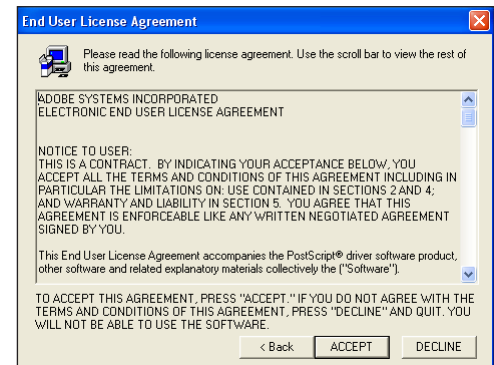 End User License Agreement
Please read the following license agreement. Use the scroll bar to view the rest of
this agreement.
ADOBE SYSTEMS INCORPORATED
ELECTRONIC END USER LICENSE AGREEMENT
NOTICE TO USER:
THIS IS A CONTRACT. BY INDICATING YOUR ACCEPTANCE BELOW, YOU
ACCEPT ALL THE TERMS AND CONDITIONS OF THIS AGREEMENT INCLUDING IN
PARTICULAR THE LIMITATIONS ON: USE CONTAINED IN SECTIONS 2 AND 4;
AND WARRANTY AND LIABILITY IN SECTION 5. YOU AGREE THAT THIS
AGREEMENT IS ENFORCEABLE LIKE ANY WRITTEN NEGOTIATED AGREEMENT
SIGNED BY YOU.
This End User License Agreement accompanies the PostScript® driver software product,
other software and related explanatory materials collectively the ("Software").
TO ACCEPT THIS AGREEMENT, PRESS "ACCEPT." IF YOU DO NOT AGREE WITH THE
TERMS AND CONDITIONS OF THIS AGREEMENT, PRESS "DECLINE" AND QUIT. YOU
WILL NOT BE ABLE TO USE THE SOFTWARE.
< Back ACCEPT DECLINE